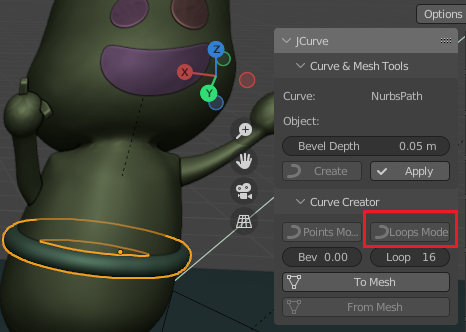 Options
JCurve
Curve & Mesh Tools
Z
X
Y
Curve: NurbsPath
Object:
Bevel Depth 0.05 m
Create Apply
Curve Creator
Points Mo... Loops Mode
Bev 0.00 Loop 16
To Mesh
From Mesh